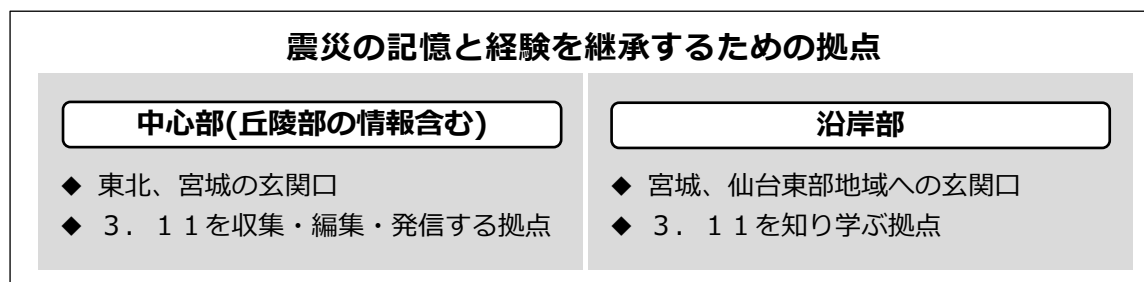 震災の記憶と経験を継承するための拠点
中心部(丘陵部の情報含む)
◆ 東北、宮城の玄関口
◆ ３．１１を収集・編集・発信する拠点
沿岸部
◆ 宮城、仙台東部地域への玄関口
◆ ３．１１を知り学ぶ拠点